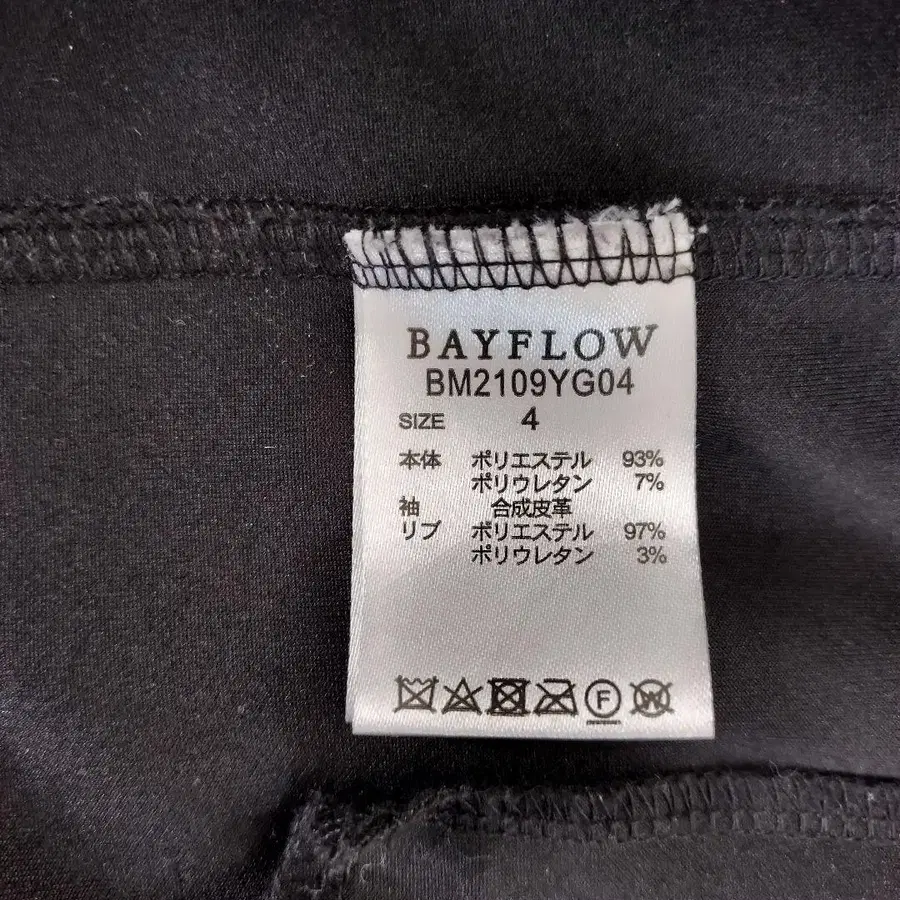 BAYFLOW
BM2109YG04
SIZE 4
本体 ポリエステル 93%
ポリウレタン 7%
袖 合成皮革
リブ ポリエステル 97%
ポリウレタン 3%
F
W